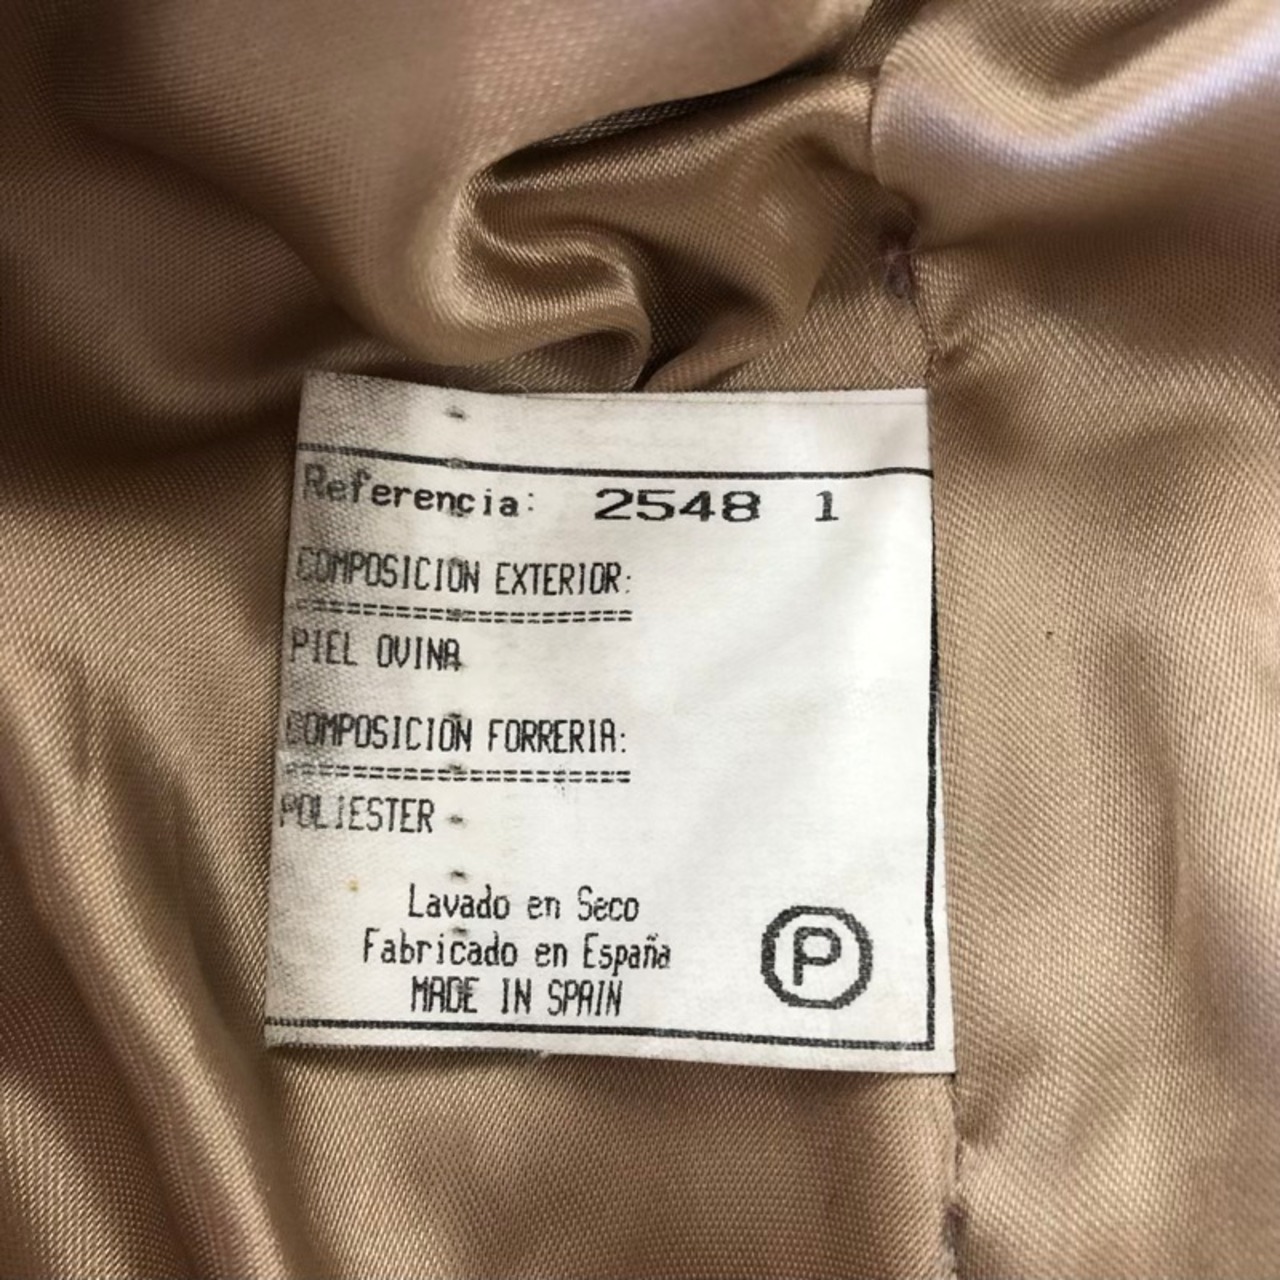 Referencia: 2548 1
COMPOSICION EXTERIOR:
====================
PIEL OVINA
COMPOSICION FORRERIA:
====================
POLIESTER
Lavado en Seco
Fabricado en España
MADE IN SPAIN
P